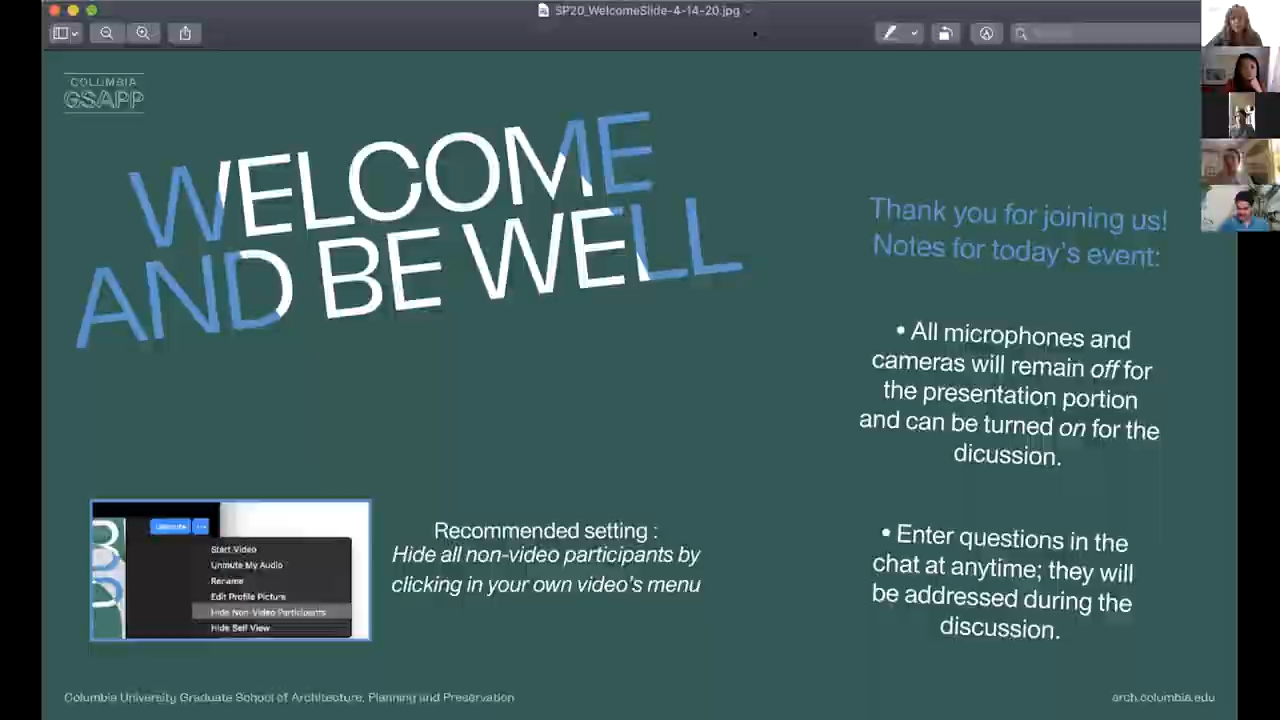 SP20_WelcomeSlide-4-14-20.jpg
COLUMBIA
GSAPP
WELCOME
AND BE WELL
Thank you for joining us!
Notes for today's event:
• All microphones and
cameras will remain off for
the presentation portion
and can be turned on for the
dicussion.
• Enter questions in the
chat at anytime; they will
be addressed during the
discussion.
Unmute
Start Video
Unmute My Audio
Rename
Edit Profile Picture
Hide Non-Video Participants
Hide Self View
Recommended setting :
Hide all non-video participants by
clicking in your own video's menu
Columbia University Graduate School of Architecture, Planning and Preservation
arch.columbia.edu